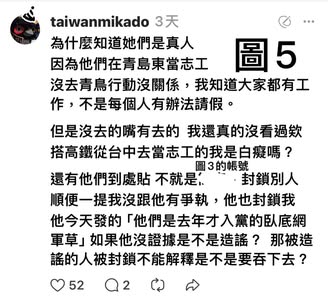 taiwanmikado 3天
圖5
為什麼知道她們是真人
因為他們在青島東當志工
沒去青鳥行動沒關係，我知道大家都有工
作，不是每個人有辦法請假。
但是沒去的嘴有去的 我還真的沒看過欸
搭高鐵從台中去當志工的我是白癡嗎？
圖3的帳號
還有他們到處貼 不就是 封鎖別人
順便一提我沒跟他有爭執，他也封鎖我
他今天發的「他們是去年才入黨的臥底網
軍草」如果他沒證據是不是造謠？ 那被造
謠的人被封鎖不能解釋是不是要吞下去？
52 2